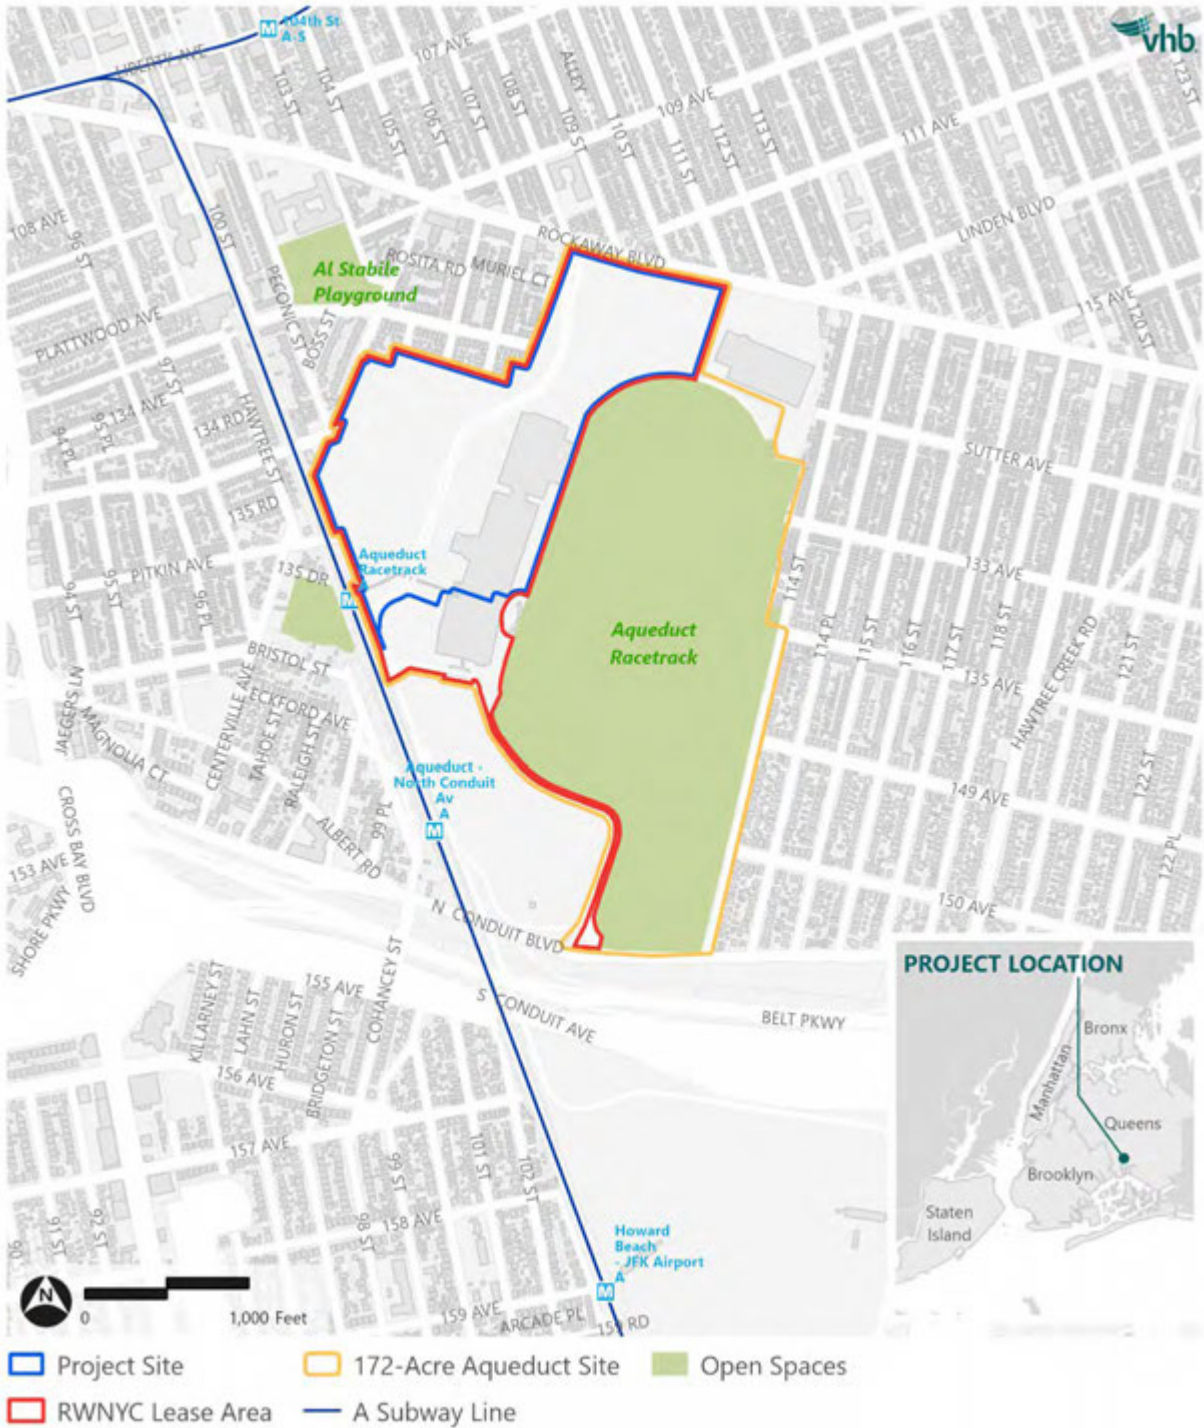 104th St
A-S
vhb
LIBERTY AVE
107 AVE
ALLEY
123 ST
103 ST
104 ST
105 ST
106 ST
107 ST
108 ST
109 ST
110 ST
109 AVE
111 ST
112 ST
113 ST
111 AVE
108 AVE
96 ST
100 ST
LINDEN BLVD
ROCKAWAY BLVD
ROSITA RD
MURIEL CT
Al Stabile
Playground
PECONIC ST
BOSS ST
115 AVE
120 ST
PLATTWOOD AVE
97 ST
134 AVE
134 RD
95 PL
94 PL
HAWTREE ST
135 RD
SUTTER AVE
PITKIN AVE
135 DR
Aqueduct
Racetrack
A
M
94 ST
95 ST
96 PL
133 AVE
114 ST
114 PL
115 ST
116 ST
117 ST
118 ST
135 AVE
HAWTREE CREEK RD
121 ST
Aqueduct
Racetrack
BRISTOL ST
ECKFORD AVE
CENTERVILLE AVE
TAHOE ST
RALEIGH ST
JAEGERS LN
MAGNOLIA CT
Aqueduct -
North Conduit
Av
A
M
99 PL
ALBERT RD
149 AVE
122 ST
122 PL
CROSS BAY BLVD
153 AVE
SHORE PKWY
150 AVE
N CONDUIT BLVD
COHANCEY ST
155 AVE
S CONDUIT AVE
BELT PKWY
KILLARNEY ST
LAHN ST
HURON ST
BRIDGETON ST
156 AVE
157 AVE
PROJECT LOCATION
Bronx
Manhattan
Queens
Brooklyn
Staten
Island
99 ST
101 ST
102 ST
158 AVE
98 ST
91 ST
92 ST
90
Howard
Beach
- JFK Airport
A
M
159 AVE
ARCADE PL
159 RD
N
0
1,000 Feet
Project Site
172-Acre Aqueduct Site
Open Spaces
RWNYC Lease Area
A Subway Line